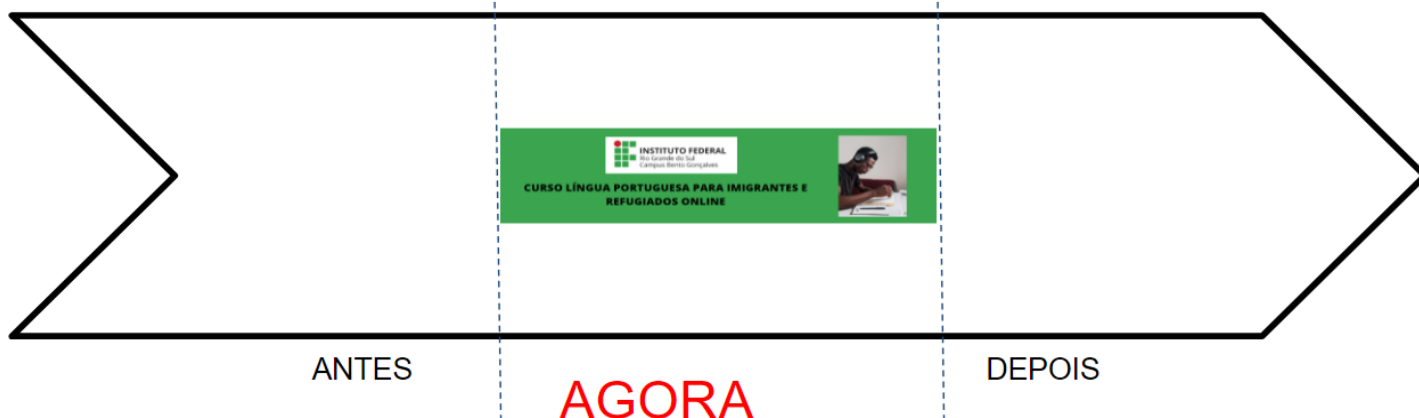 INSTITUTO FEDERAL
Rio Grande do Sul
Campus Bento Gonçalves
CURSO LÍNGUA PORTUGUESA PARA IMIGRANTES E
REFUGIADOS ONLINE
ANTES
AGORA
DEPOIS